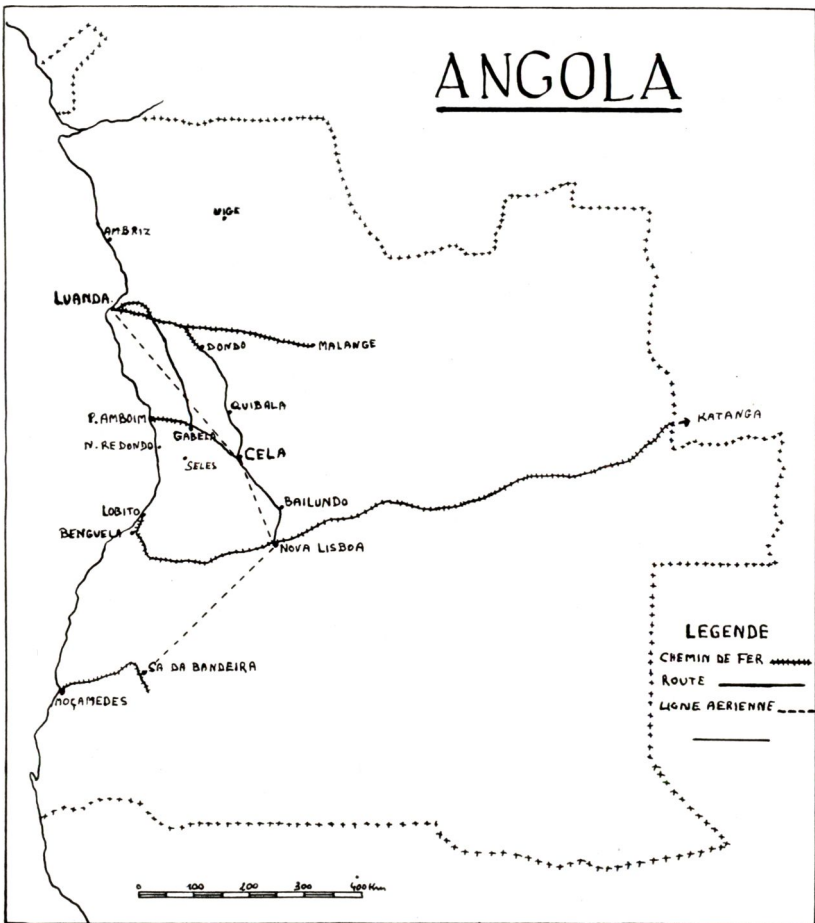 ANGOLA
UIGE
AMBRIZ
LUANDA.
DONDO
MALANGE
QUIBALA
P. AMBOIM
GABELA
KATANGA
N. REDONDO
CELA
SELES
BAILUNDO
LOBITO
BENGUELA
NOVA LISBOA
LEGENDE
CHEMIN DE FER
ROUTE
LIGNE AERIENNE
SA DA BANDEIRA
MOÇAMEDES
0 100 200 300 400 Km